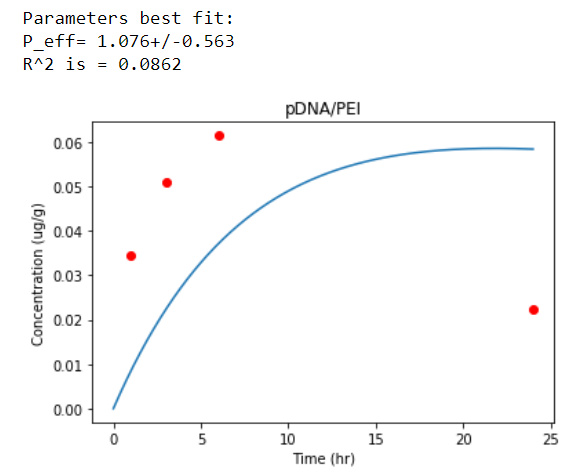 Parameters best fit:
P_eff= 1.076+/-0.563
R^2 is = 0.0862
pDNA/PEI
Concentration (ug/g)
0.06
0.05
0.04
0.03
0.02
0.01
0.00
0 5 10 15 20 25
Time (hr)